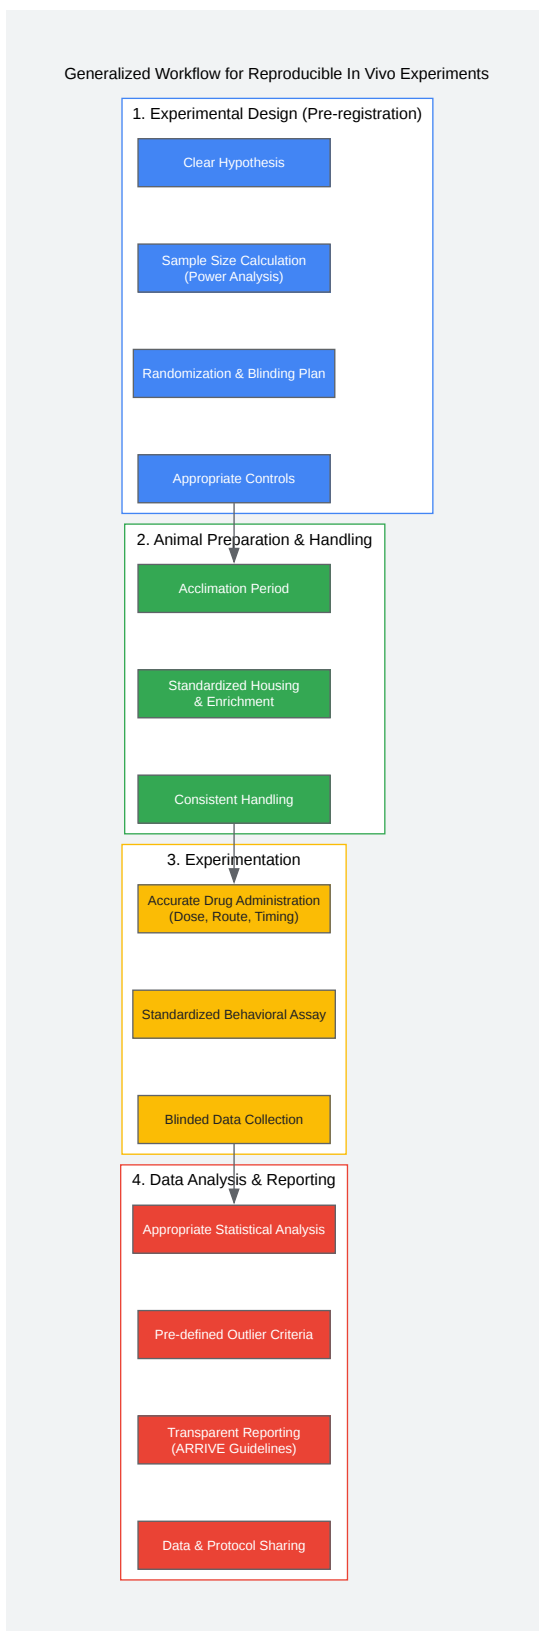 Generalized Workflow for Reproducible In Vivo Experiments
1. Experimental Design (Pre-registration)
Clear Hypothesis
Sample Size Calculation
(Power Analysis)
Randomization & Blinding Plan
Appropriate Controls
2. Animal Preparation & Handling
Acclimation Period
Standardized Housing
& Enrichment
Consistent Handling
3. Experimentation
Accurate Drug Administration
(Dose, Route, Timing)
Standardized Behavioral Assay
Blinded Data Collection
4. Data Analysis & Reporting
Appropriate Statistical Analysis
Pre-defined Outlier Criteria
Transparent Reporting
(ARRIVE Guidelines)
Data & Protocol Sharing